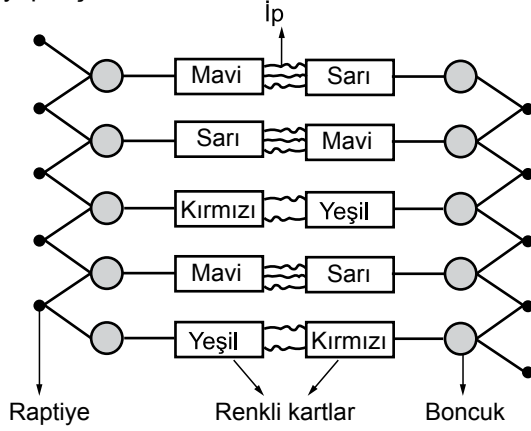 İp
Mavi Sarı
Sarı Mavi
Kırmızı Yeşil
Mavi Sarı
Yeşil Kırmızı
Raptiye Renkli kartlar Boncuk